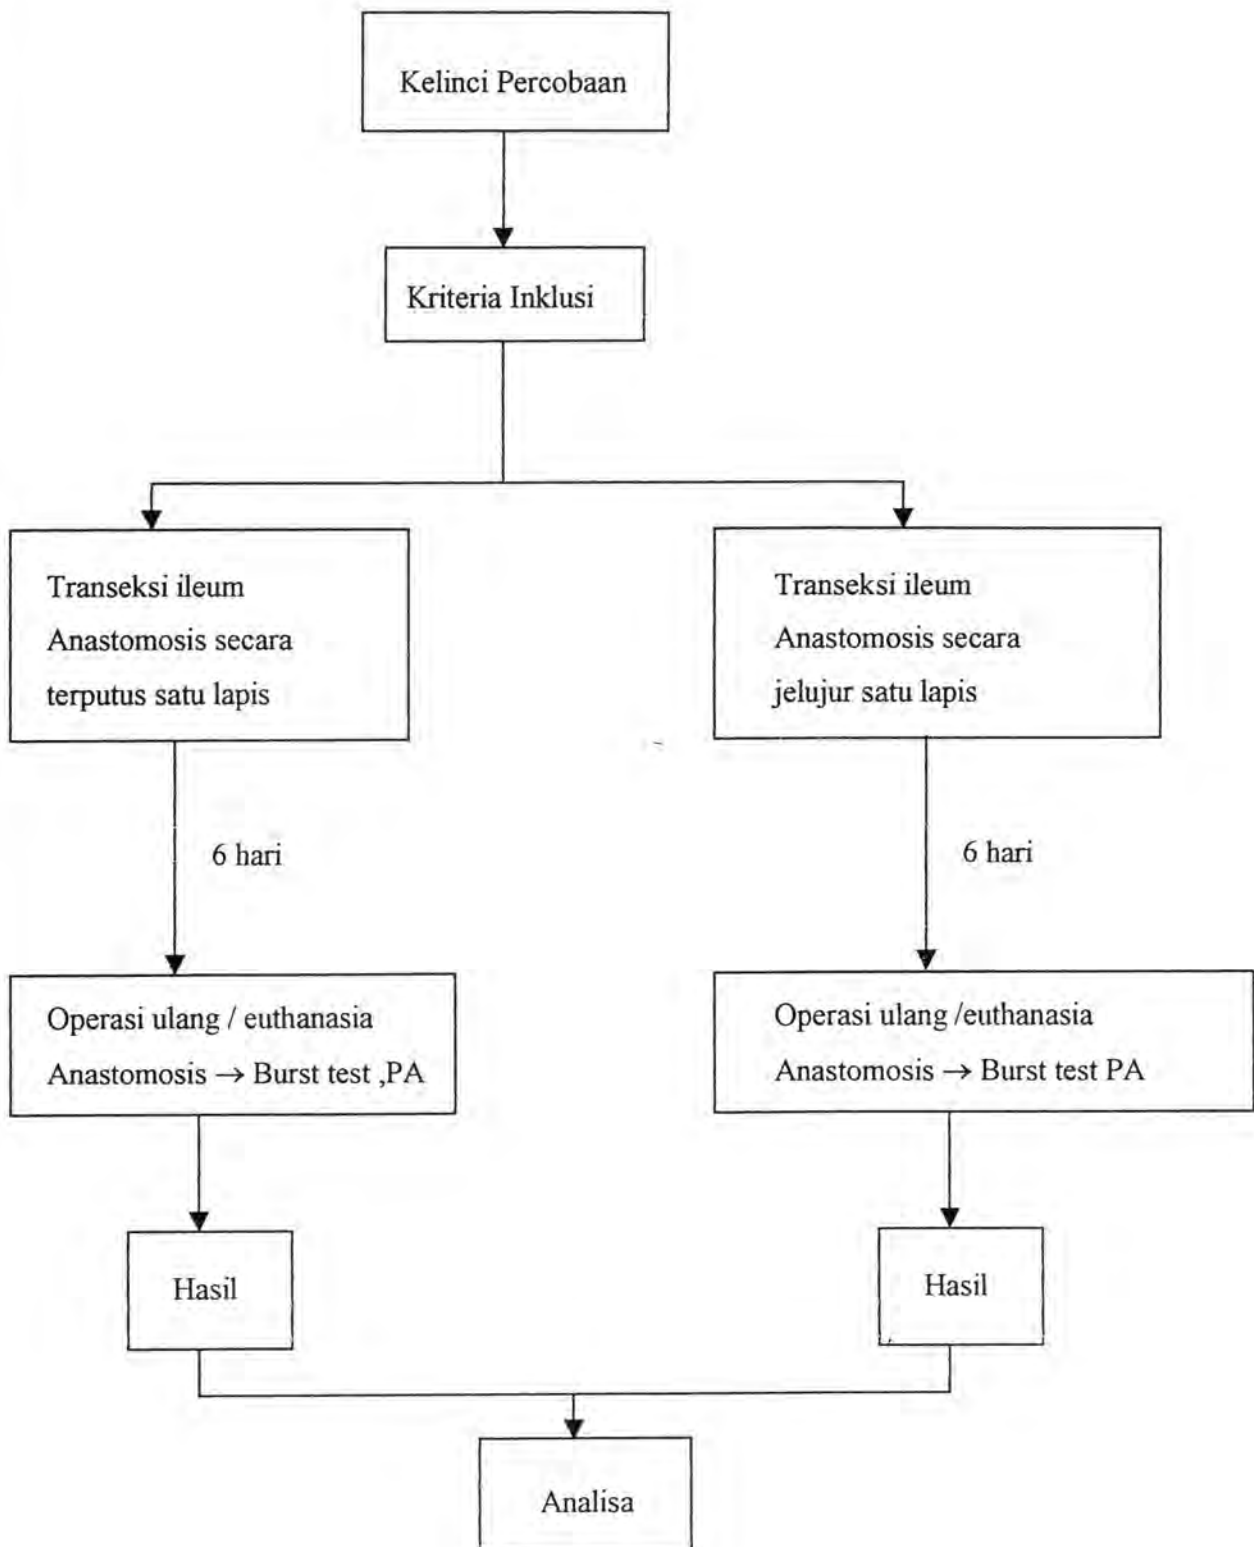 Kelinci Percobaan
Kriteria Inklusi
Transeksi ileum
Anastomosis secara
terputus satu lapis
Transeksi ileum
Anastomosis secara
jelujur satu lapis
6 hari
6 hari
Operasi ulang / euthanasia
Anastomosis → Burst test ,PA
Operasi ulang /euthanasia
Anastomosis → Burst test PA
Hasil
Hasil
Analisa